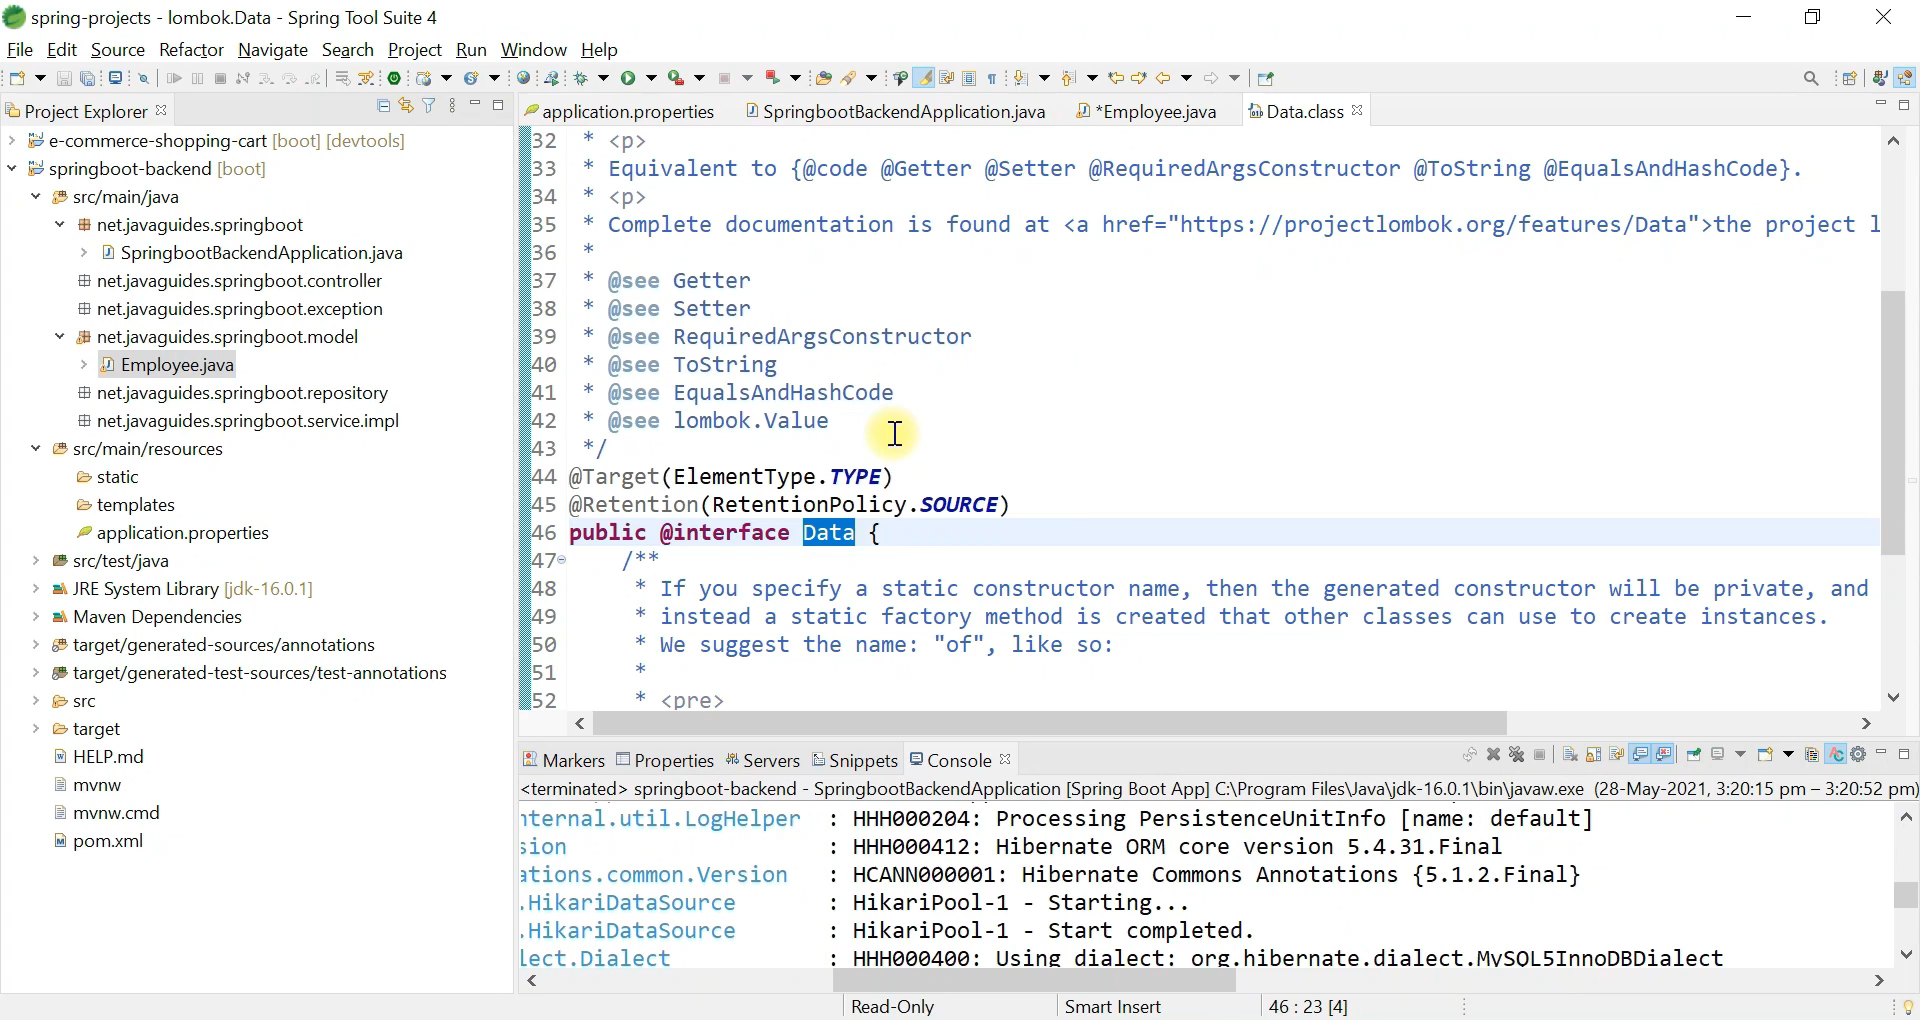 spring-projects - lombok.Data - Spring Tool Suite 4
File Edit Source Refactor Navigate Search Project Run Window Help
Project Explorer
application.properties SpringbootBackendApplication.java *Employee.java Data.class
e-commerce-shopping-cart [boot] [devtools]
springboot-backend [boot]
src/main/java
net.javaguides.springboot
SpringbootBackendApplication.java
net.javaguides.springboot.controller
net.javaguides.springboot.exception
net.javaguides.springboot.model
Employee.java
net.javaguides.springboot.repository
net.javaguides.springboot.service.impl
src/main/resources
static
templates
application.properties
src/test/java
JRE System Library [jdk-16.0.1]
Maven Dependencies
target/generated-sources/annotations
target/generated-test-sources/test-annotations
src
target
HELP.md
mvnw
mvnw.cmd
pom.xml
32 * <p>
33 * Equivalent to {@code @Getter @Setter @RequiredArgsConstructor @ToString @EqualsAndHashCode}.
34 * <p>
35 * Complete documentation is found at <a href="https://projectlombok.org/features/Data">the project l
36 *
37 * @see Getter
38 * @see Setter
39 * @see RequiredArgsConstructor
40 * @see ToString
41 * @see EqualsAndHashCode
42 * @see lombok.Value
43 */
44 @Target(ElementType.TYPE)
45 @Retention(RetentionPolicy.SOURCE)
46 public @interface Data {
47 /**
48 * If you specify a static constructor name, then the generated constructor will be private, and
49 * instead a static factory method is created that other classes can use to create instances.
50 * We suggest the name: "of", like so:
51 *
52 * <pre>
Markers Properties Servers Snippets Console
<terminated> springboot-backend - SpringbootBackendApplication [Spring Boot App] C:\Program Files\Java\jdk-16.0.1\bin\javaw.exe (28-May-2021, 3:20:15 pm – 3:20:52 pm)
nternal.util.LogHelper : HHH000204: Processing PersistenceUnitInfo [name: default]
sion : HHH000412: Hibernate ORM core version 5.4.31.Final
ations.common.Version : HCANN000001: Hibernate Commons Annotations {5.1.2.Final}
.HikariDataSource : HikariPool-1 - Starting...
.HikariDataSource : HikariPool-1 - Start completed.
lect.Dialect : HHH000400: Using dialect: org.hibernate.dialect.MySQL5InnoDBDialect
Read-Only Smart Insert 46 : 23 [4]